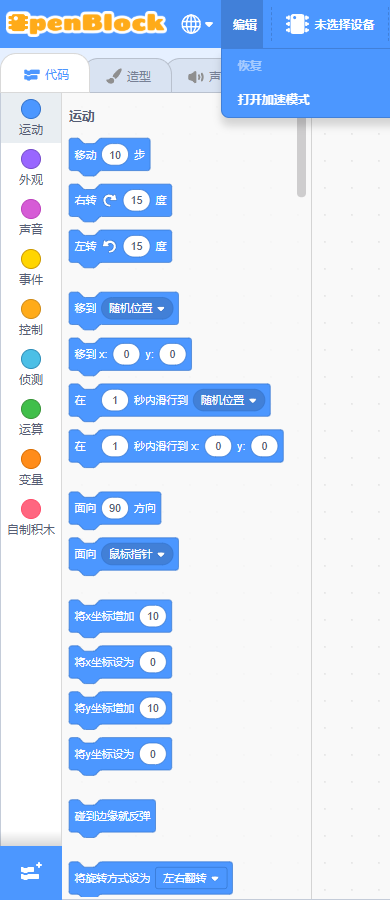 OpenBlock
编辑
未选择设备
恢复
打开加速模式
代码
造型
声
运动
外观
声音
事件
控制
侦测
运算
变量
自制积木
运动
移动 10 步
右转 15 度
左转 15 度
移到 随机位置
移到 x: 0 y: 0
在 1 秒内滑行到 随机位置
在 1 秒内滑行到 x: 0 y: 0
面向 90 方向
面向 鼠标指针
将x坐标增加 10
将x坐标设为 0
将y坐标增加 10
将y坐标设为 0
碰到边缘就反弹
将旋转方式设为 左右翻转